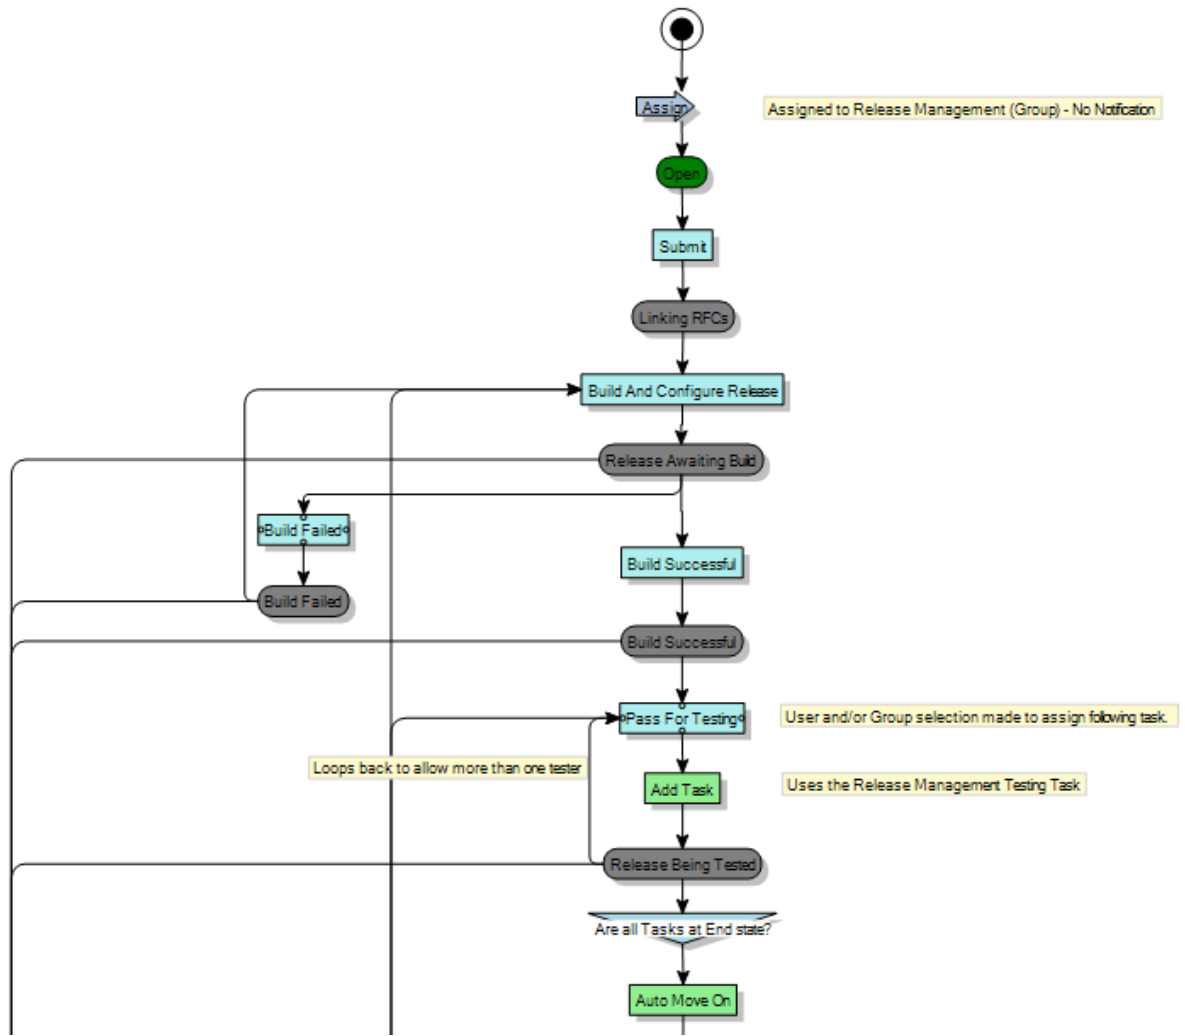 Assign
Assigned to Release Management (Group) - No Notification
Open
Submit
Linking RFCs
Build And Configure Release
Release Awaiting Build
Build Failed
Build Successful
Build Failed
Build Successful
Pass For Testing
User and/or Group selection made to assign following task.
Loops back to allow more than one tester
Add Task
Uses the Release Management Testing Task
Release Being Tested
Are all Tasks at End state?
Auto Move On